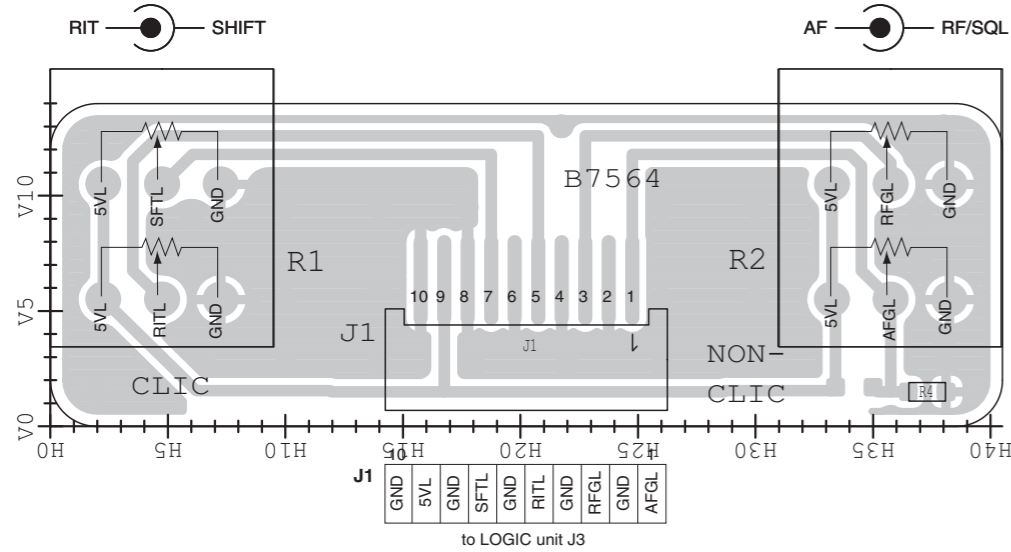 RIT SHIFT AF RF/SQL
5VL SFTL GND B7564 5VL RFGL GND
V10
R1 R2
5VL RITL GND 10 9 8 7 6 5 4 3 2 1 5VL AFGL GND
V5
J1 J1 1 NON-
CLIC CLIC R4
V0
H0 H5 H10 H15 H20 H25 H30 H35 H40
10 1
J1 GND 5VL GND SFTL GND RITL GND RFGL GND AFGL
to LOGIC unit J3